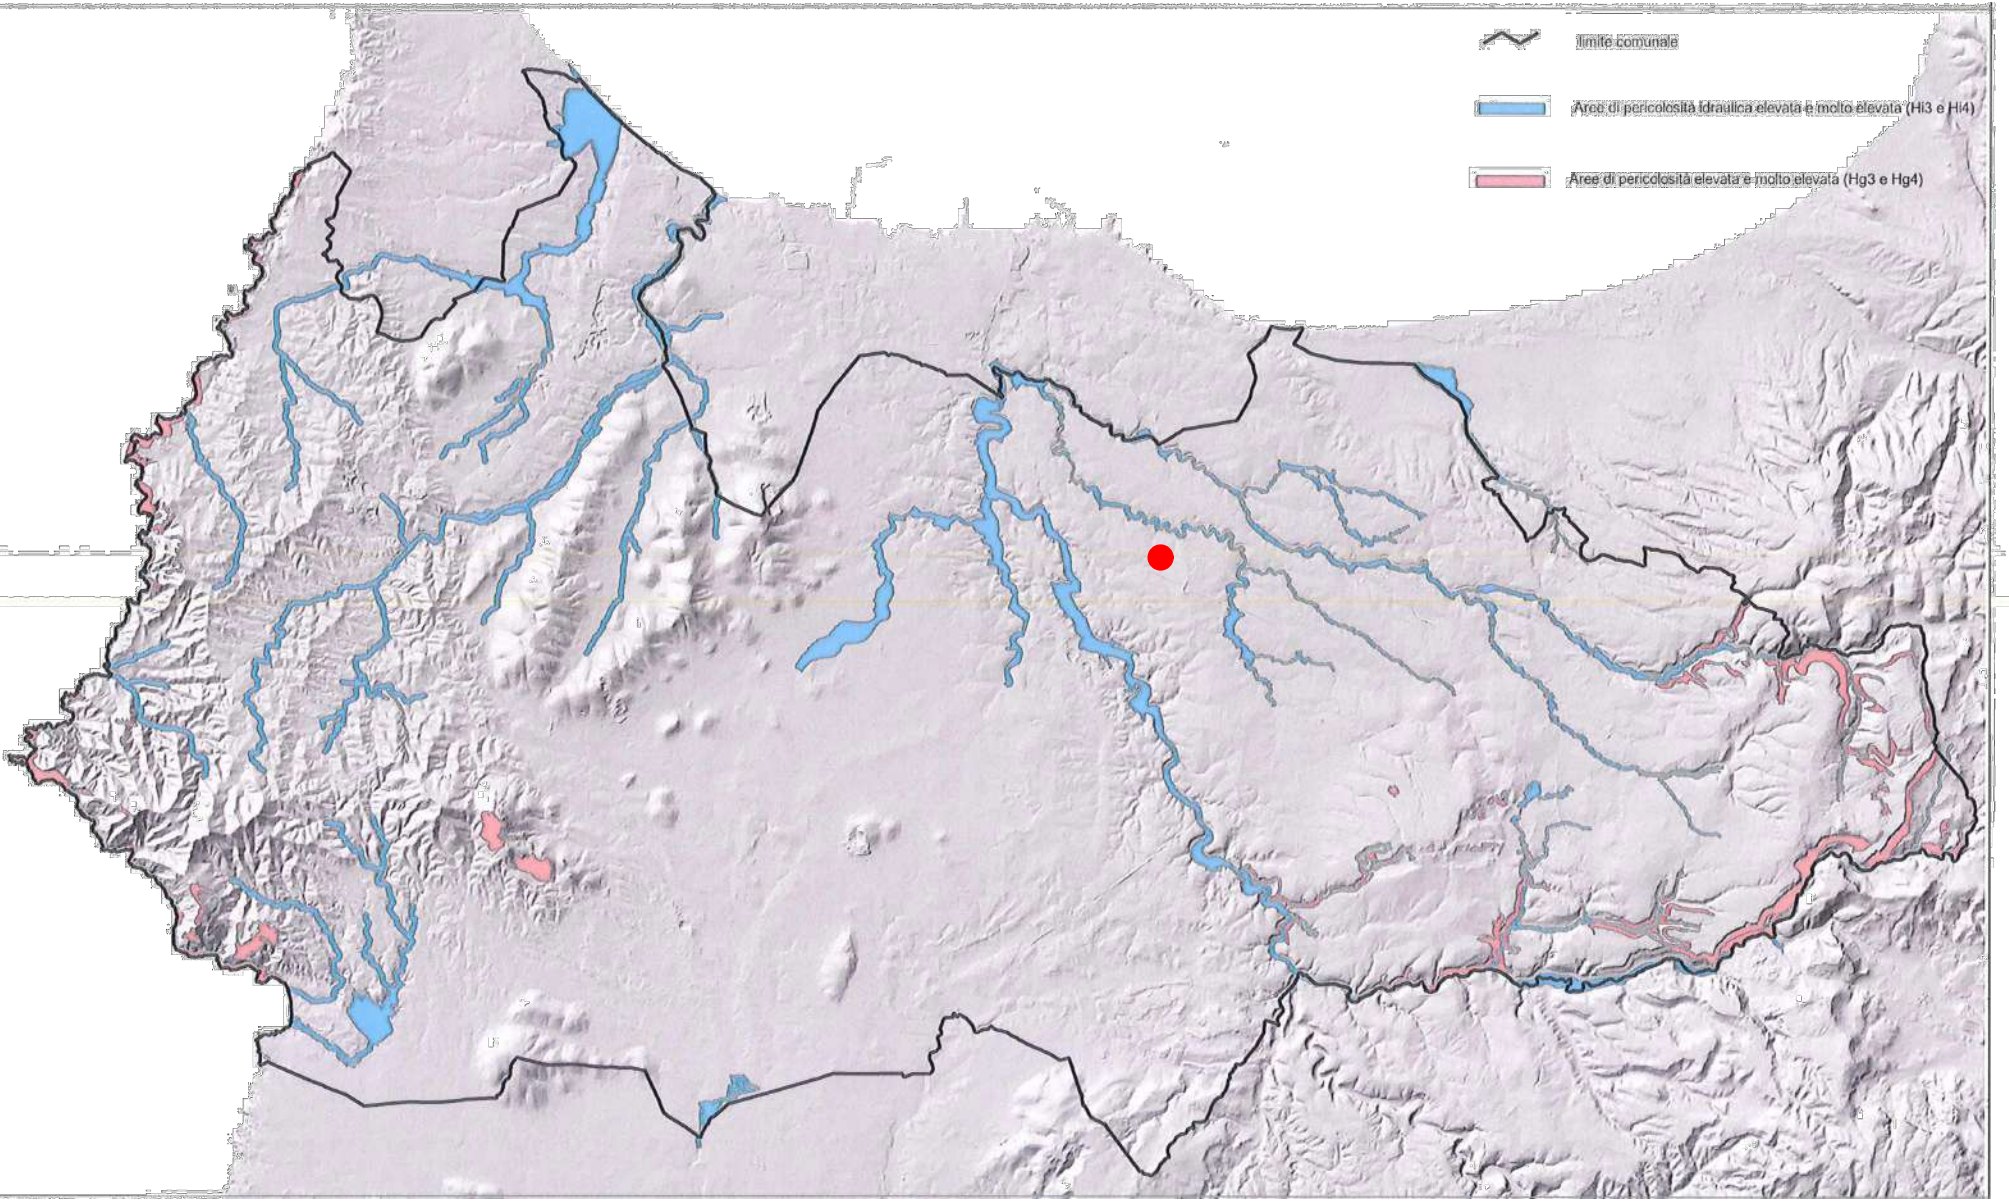 limite comunale
Aree di pericolosità idraulica elevata e molto elevata (Hi3 e Hi4)
Aree di pericolosità elevata e molto elevata (Hg3 e Hg4)